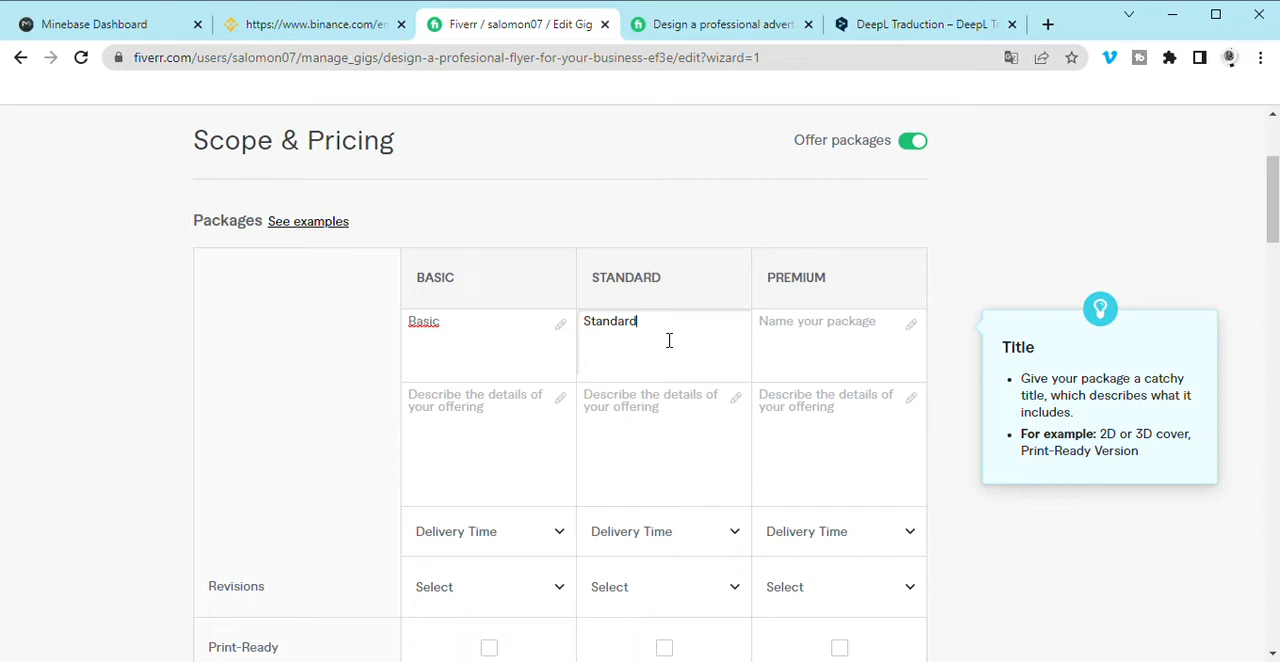 Minebase Dashboard
https://www.binance.com/en
Fiverr / salomon07 / Edit Gig
Design a professional advert
DeepL Traduction – DeepL Tr
fiverr.com/users/salomon07/manage_gigs/design-a-profesional-flyer-for-your-business-ef3e/edit?wizard=1
Scope & Pricing
Offer packages
Packages See examples
BASIC
STANDARD
PREMIUM
Basic
Standard
Name your package
Describe the details of
your offering
Describe the details of
your offering
Describe the details of
your offering
Delivery Time
Delivery Time
Delivery Time
Revisions
Select
Select
Select
Print-Ready
Title
• Give your package a catchy
title, which describes what it
includes.
• For example: 2D or 3D cover,
Print-Ready Version